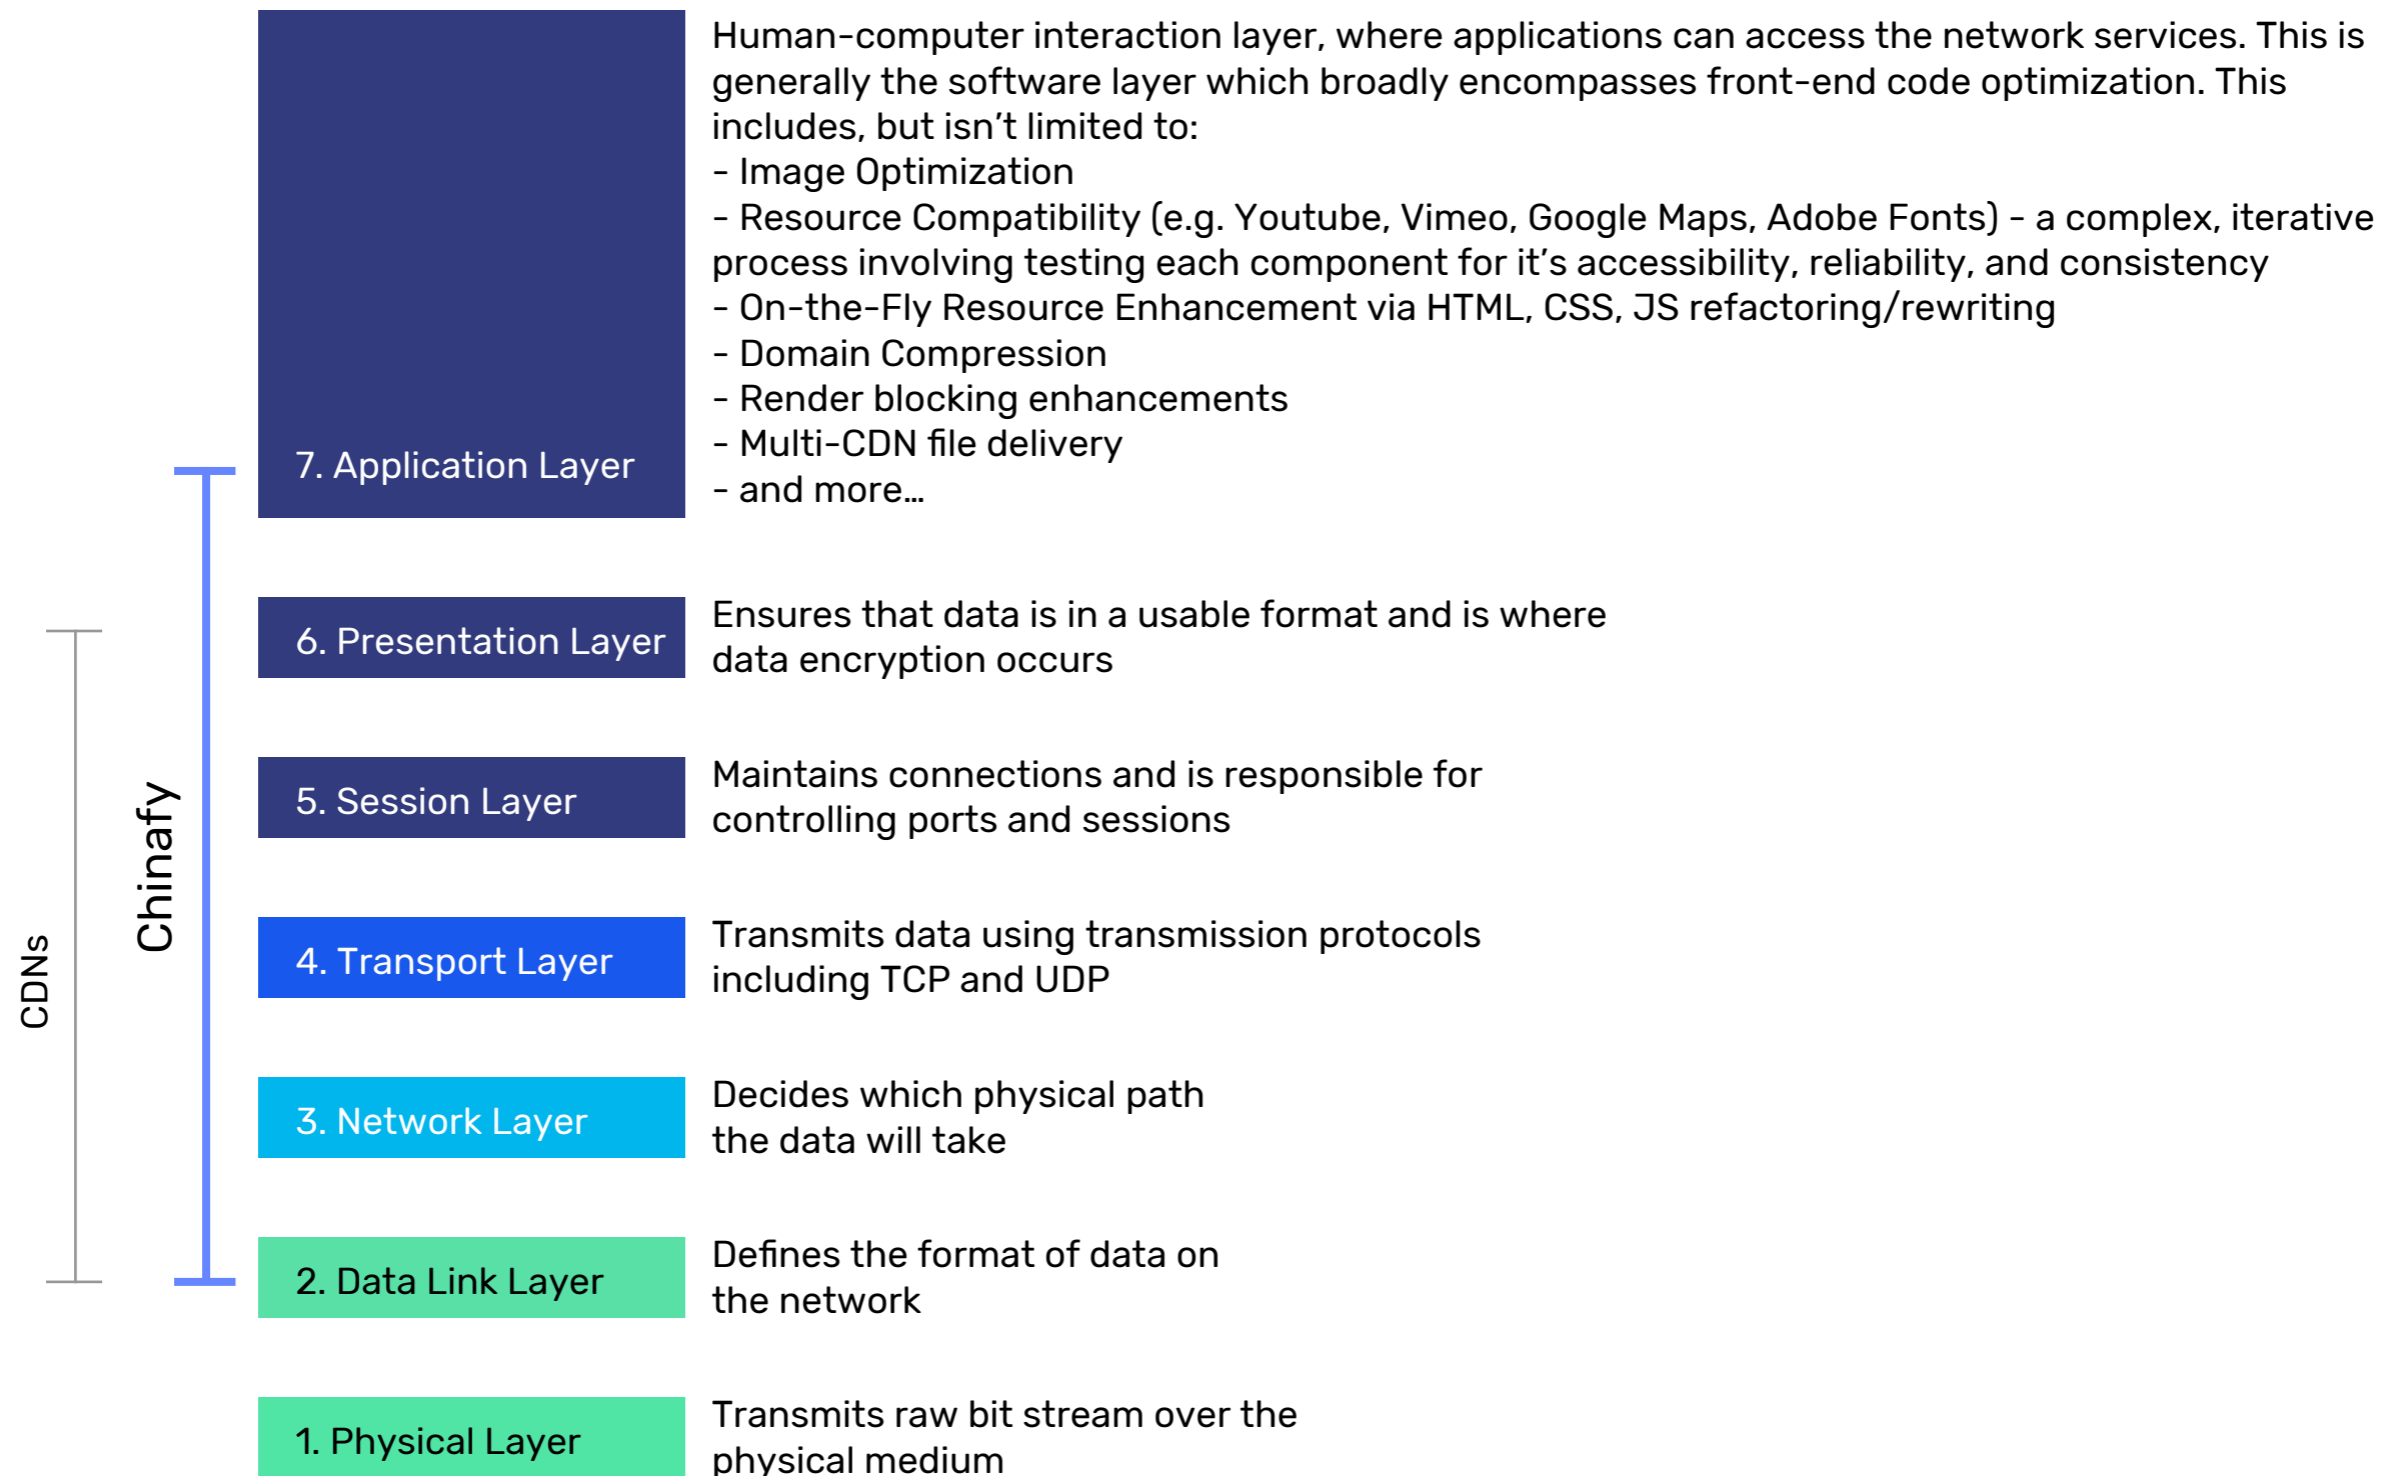 Human-computer interaction layer, where applications can access the network services. This is
generally the software layer which broadly encompasses front-end code optimization. This
includes, but isn't limited to:
- Image Optimization
- Resource Compatibility (e.g. Youtube, Vimeo, Google Maps, Adobe Fonts) - a complex, iterative
process involving testing each component for it's accessibility, reliability, and consistency
- On-the-Fly Resource Enhancement via HTML, CSS, JS refactoring/rewriting
- Domain Compression
- Render blocking enhancements
- Multi-CDN file delivery
- and more...
7. Application Layer
6. Presentation Layer
Ensures that data is in a usable format and is where
data encryption occurs
5. Session Layer
Maintains connections and is responsible for
controlling ports and sessions
Chinafy
CDNs
4. Transport Layer
Transmits data using transmission protocols
including TCP and UDP
3. Network Layer
Decides which physical path
the data will take
2. Data Link Layer
Defines the format of data on
the network
1. Physical Layer
Transmits raw bit stream over the
physical medium